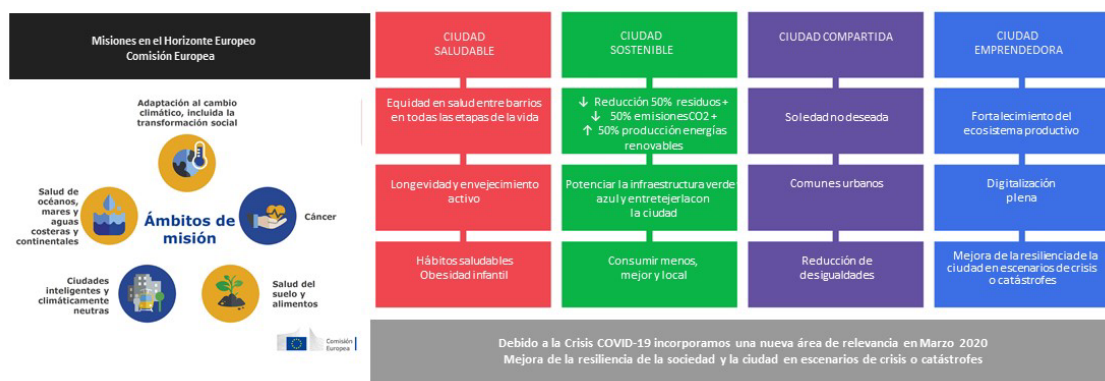 Misiones en el Horizonte Europeo
Comisión Europea
Adaptación al cambio
climático, incluida la
transformación social
Salud de
océanos,
mares y
aguas
costeras y
continentales
Ámbitos de
misión
Cáncer
Ciudades
inteligentes y
climáticamente
neutras
Salud del
suelo y
alimentos
Comisión
Europea
CIUDAD
SALUDABLE
Equidad en salud entre barrios
en todas las etapas de la vida
Longevidad y envejecimiento
activo
Hábitos saludables
Obesidad infantil
CIUDAD
SOSTENIBLE
↓ Reducción 50% residuos +
↓ 50% emisionesCO2 +
↑ 50% producción energías
renovables
Potenciar la infraestructura verde
azul y entretejerla con
la ciudad
Consumir menos,
mejor y local
CIUDAD COMPARTIDA
Soledad no deseada
Comunes urbanos
Reducción de
desigualdades
CIUDAD
EMPRENDEDORA
Fortalecimiento del
ecosistema productivo
Digitalización
plena
Mejora de la resiliencia de la
ciudad en escenarios de crisis
o catástrofes
Debido a la Crisis COVID-19 incorporamos una nueva área de relevancia en Marzo 2020
Mejora de la resiliencia de la sociedad y la ciudad en escenarios de crisis o catástrofes